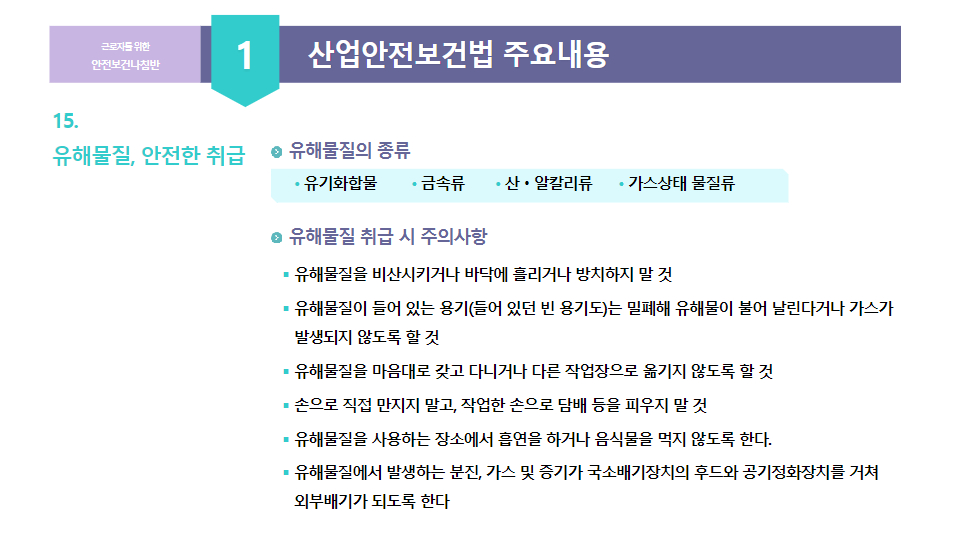 근로자를 위한
안전보건나침반
1
산업안전보건법 주요내용
15.
유해물질, 안전한 취급
유해물질의 종류
• 유기화합물 • 금속류 • 산 • 알칼리류 • 가스상태 물질류
유해물질 취급 시 주의사항
▪ 유해물질을 비산시키거나 바닥에 흘리거나 방치하지 말 것
▪ 유해물질이 들어 있는 용기(들어 있던 빈 용기도)는 밀폐해 유해물이 불어 날린다거나 가스가
발생되지 않도록 할 것
▪ 유해물질을 마음대로 갖고 다니거나 다른 작업장으로 옮기지 않도록 할 것
▪ 손으로 직접 만지지 말고, 작업한 손으로 담배 등을 피우지 말 것
▪ 유해물질을 사용하는 장소에서 흡연을 하거나 음식물을 먹지 않도록 한다.
▪ 유해물질에서 발생하는 분진, 가스 및 증기가 국소배기장치의 후드와 공기정화장치를 거쳐
외부배기가 되도록 한다